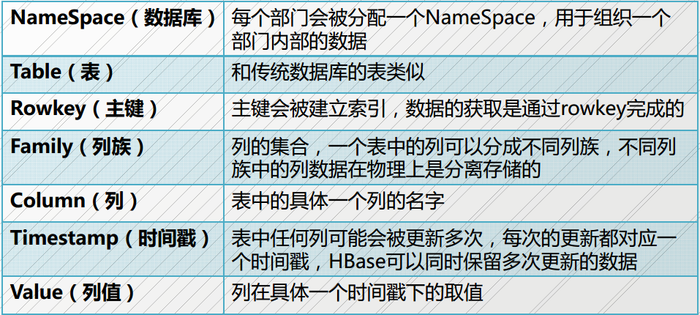 NameSpace（数据库）
每个部门会被分配一个NameSpace，用于组织一个
部门内部的数据
Table（表）
和传统数据库的表类似
Rowkey（主键）
主键会被建立索引，数据的获取是通过rowkey完成的
Family（列族）
列的集合，一个表中的列可以分成不同列族，不同列
族中的列数据在物理上是分离存储的
Column（列）
表中的具体一个列的名字
Timestamp（时间戳）
表中任何列可能会被更新多次，每次的更新都对应一
个时间戳，HBase可以同时保留多次更新的数据
Value（列值）
列在具体一个时间戳下的取值